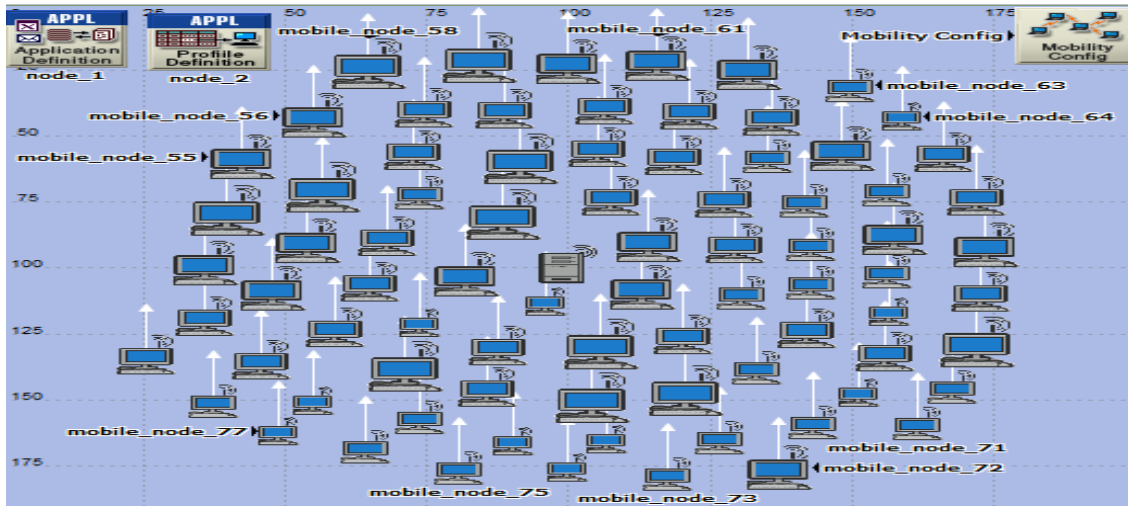 25
50
75
100
125
150
175
APPL
Application
Definition
node_1
APPL
Profile
Definition
node_2
mobile_node_58
mobile_node_61
Mobility Config
Mobility
Config
mobile_node_63
mobile_node_56
mobile_node_64
50
mobile_node_55
75
100
125
150
mobile_node_77
mobile_node_71
175
mobile_node_72
mobile_node_75
mobile_node_73